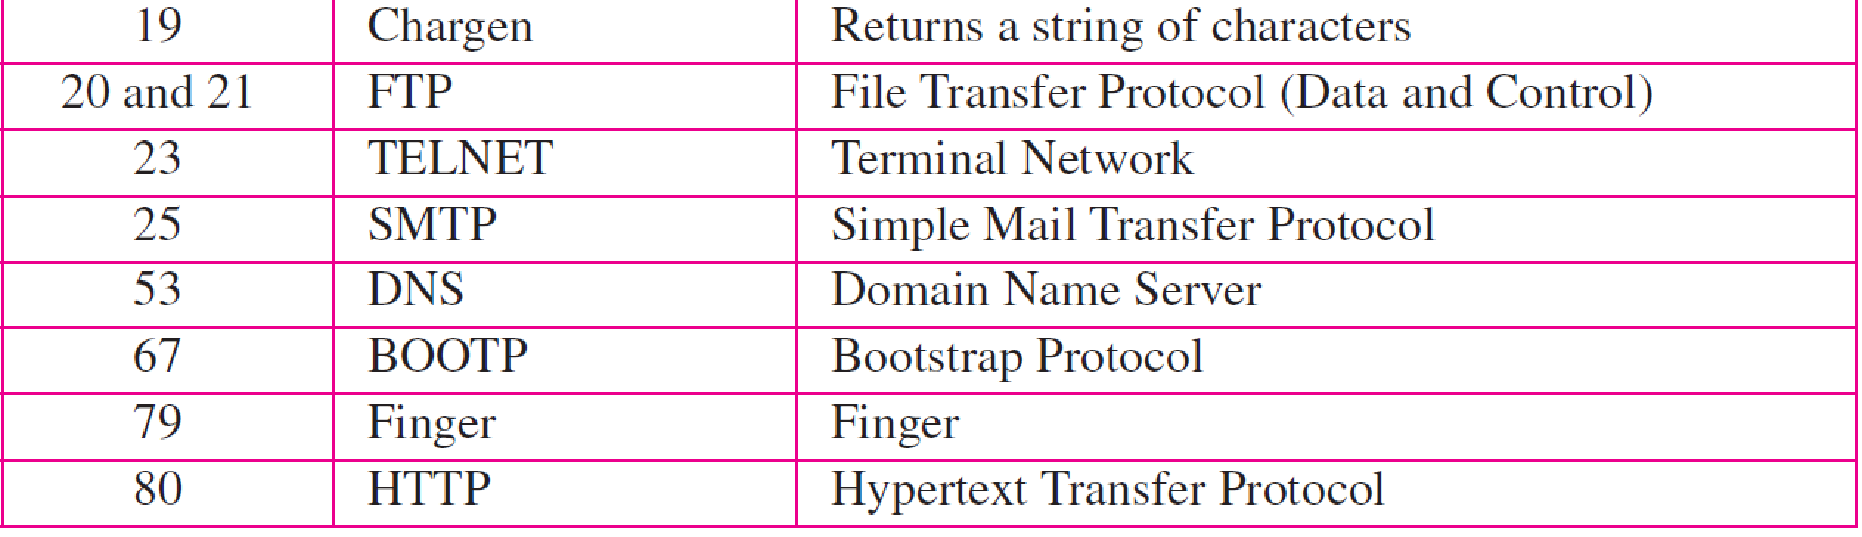 19 Chargen Returns a string of characters
20 and 21 FTP File Transfer Protocol (Data and Control)
23 TELNET Terminal Network
25 SMTP Simple Mail Transfer Protocol
53 DNS Domain Name Server
67 BOOTP Bootstrap Protocol
79 Finger Finger
80 HTTP Hypertext Transfer Protocol